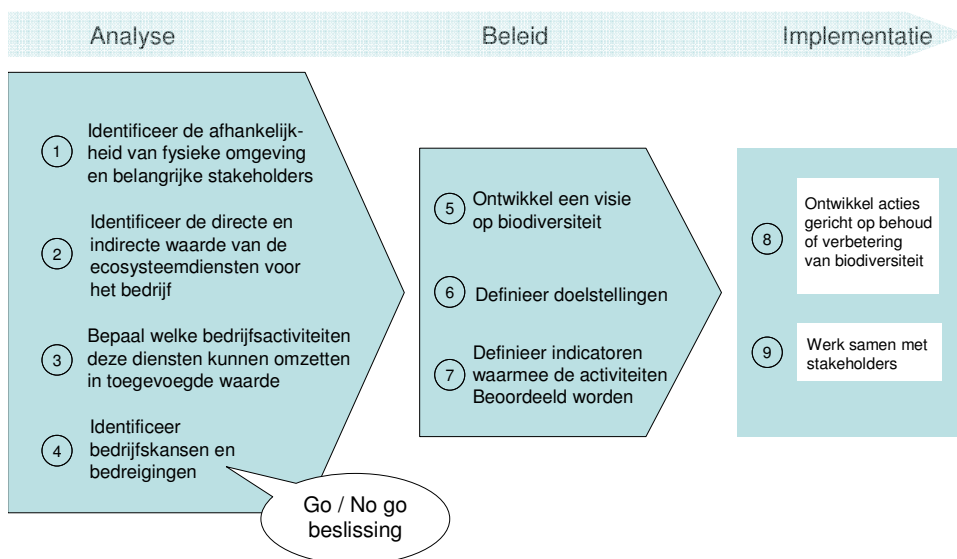 Analyse
Beleid
Implementatie
1
Identificeer de afhankelijk-
heid van fysieke omgeving
en belangrijke stakeholders
2
Identificeer de directe en
indirecte waarde van de
ecosysteemdiensten voor
het bedrijf
3
Bepaal welke bedrijfsactiviteiten
deze diensten kunnen omzetten
in toegevoegde waarde
4
Identificeer
bedrijfskansen en
bedreigingen
Go / No go
beslissing
5
Ontwikkel een visie
op biodiversiteit
6
Definieer doelstellingen
7
Definieer indicatoren
waarmee de activiteiten
Beoordeeld worden
8
Ontwikkel acties
gericht op behoud
of verbetering
van biodiversiteit
9
Werk samen met
stakeholders